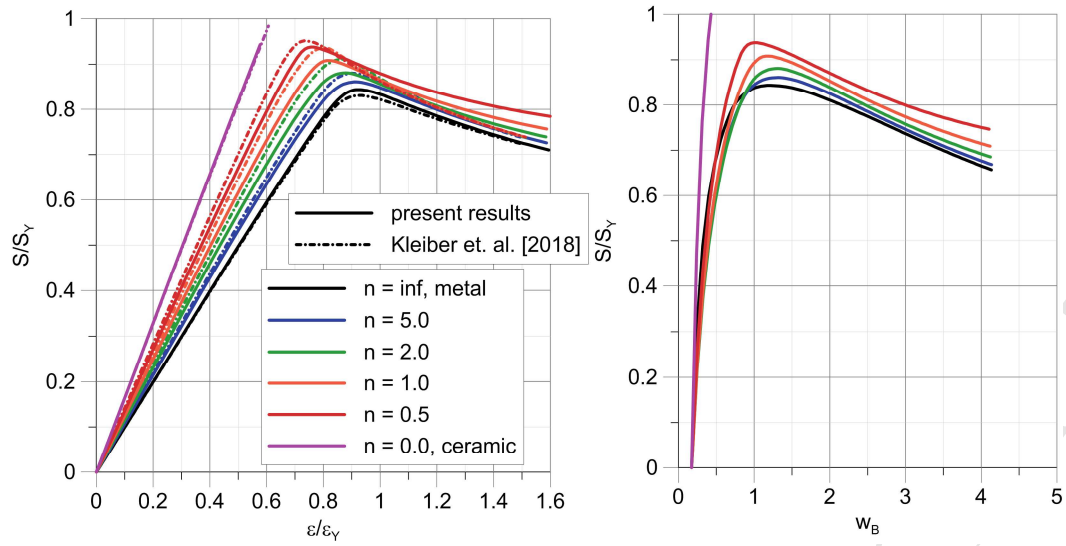 1
0.8
0.6
0.4
0.2
0
S/S_Y
0 0.2 0.4 0.6 0.8 1 1.2 1.4 1.6
ε/ε_Y
present results
Kleiber et. al. [2018]
n = inf, metal
n = 5.0
n = 2.0
n = 1.0
n = 0.5
n = 0.0, ceramic
1
0.8
0.6
0.4
0.2
0
S/S_Y
0 1 2 3 4 5
w_B